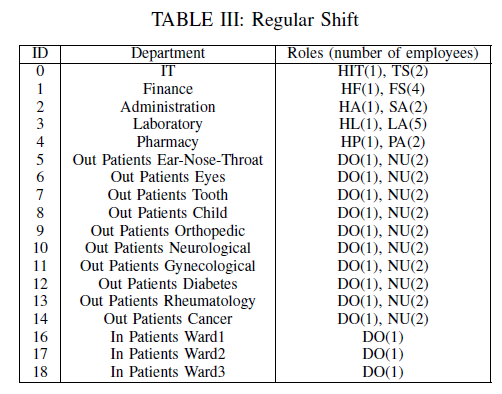 TABLE III: Regular Shift
ID Department Roles (number of employees)
0 IT HIT(1), TS(2)
1 Finance HF(1), FS(4)
2 Administration HA(1), SA(2)
3 Laboratory HL(1), LA(5)
4 Pharmacy HP(1), PA(2)
5 Out Patients Ear-Nose-Throat DO(1), NU(2)
6 Out Patients Eyes DO(1), NU(2)
7 Out Patients Tooth DO(1), NU(2)
8 Out Patients Child DO(1), NU(2)
9 Out Patients Orthopedic DO(1), NU(2)
10 Out Patients Neurological DO(1), NU(2)
11 Out Patients Gynecological DO(1), NU(2)
12 Out Patients Diabetes DO(1), NU(2)
13 Out Patients Rheumatology DO(1), NU(2)
14 Out Patients Cancer DO(1), NU(2)
16 In Patients Ward1 DO(1)
17 In Patients Ward2 DO(1)
18 In Patients Ward3 DO(1)